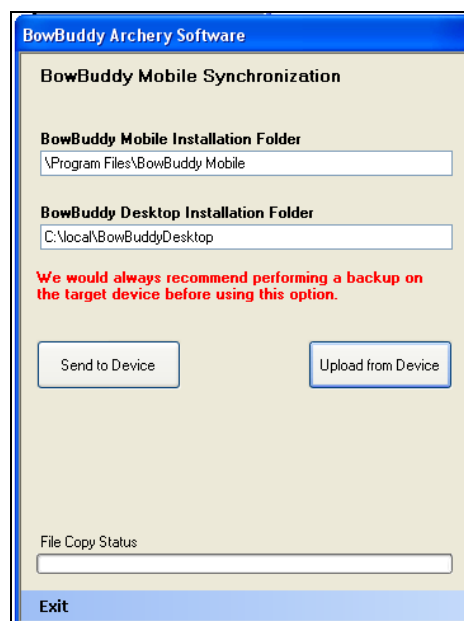 BowBuddy Archery Software
BowBuddy Mobile Synchronization
BowBuddy Mobile Installation Folder
\Program Files\BowBuddy Mobile
BowBuddy Desktop Installation Folder
C:\local\BowBuddyDesktop
We would always recommend performing a backup on
the target device before using this option.
Send to Device
Upload from Device
File Copy Status
Exit